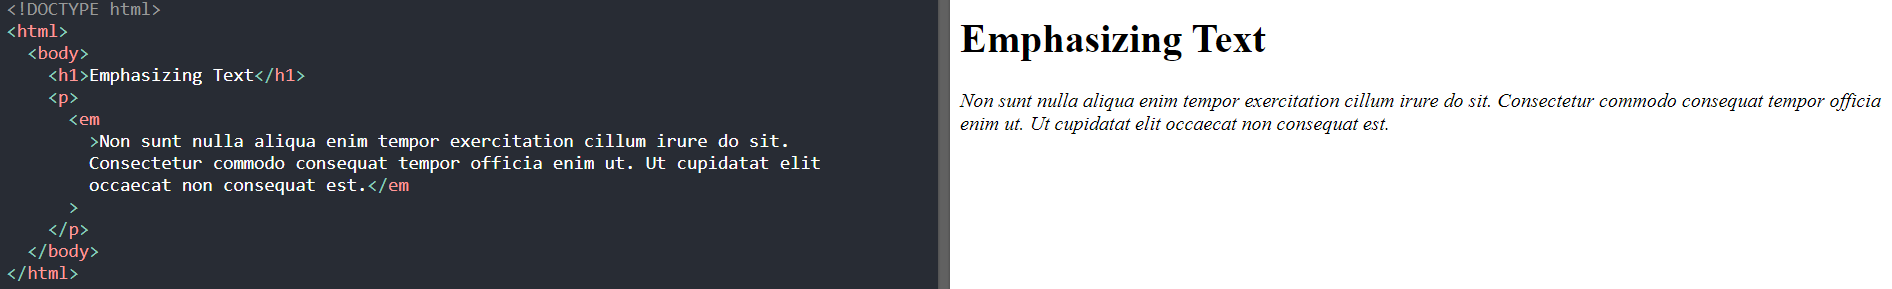 <!DOCTYPE html>
<html>
  <body>
    <h1>Emphasizing Text</h1>
    <p>
      <em
        >Non sunt nulla aliqua enim tempor exercitation cillum irure do sit.
        Consectetur commodo consequat tempor officia enim ut. Ut cupidatat elit
        occaecat non consequat est.</em
      >
    </p>
  </body>
</html>
Emphasizing Text
Non sunt nulla aliqua enim tempor exercitation cillum irure do sit. Consectetur commodo consequat tempor officia
enim ut. Ut cupidatat elit occaecat non consequat est.